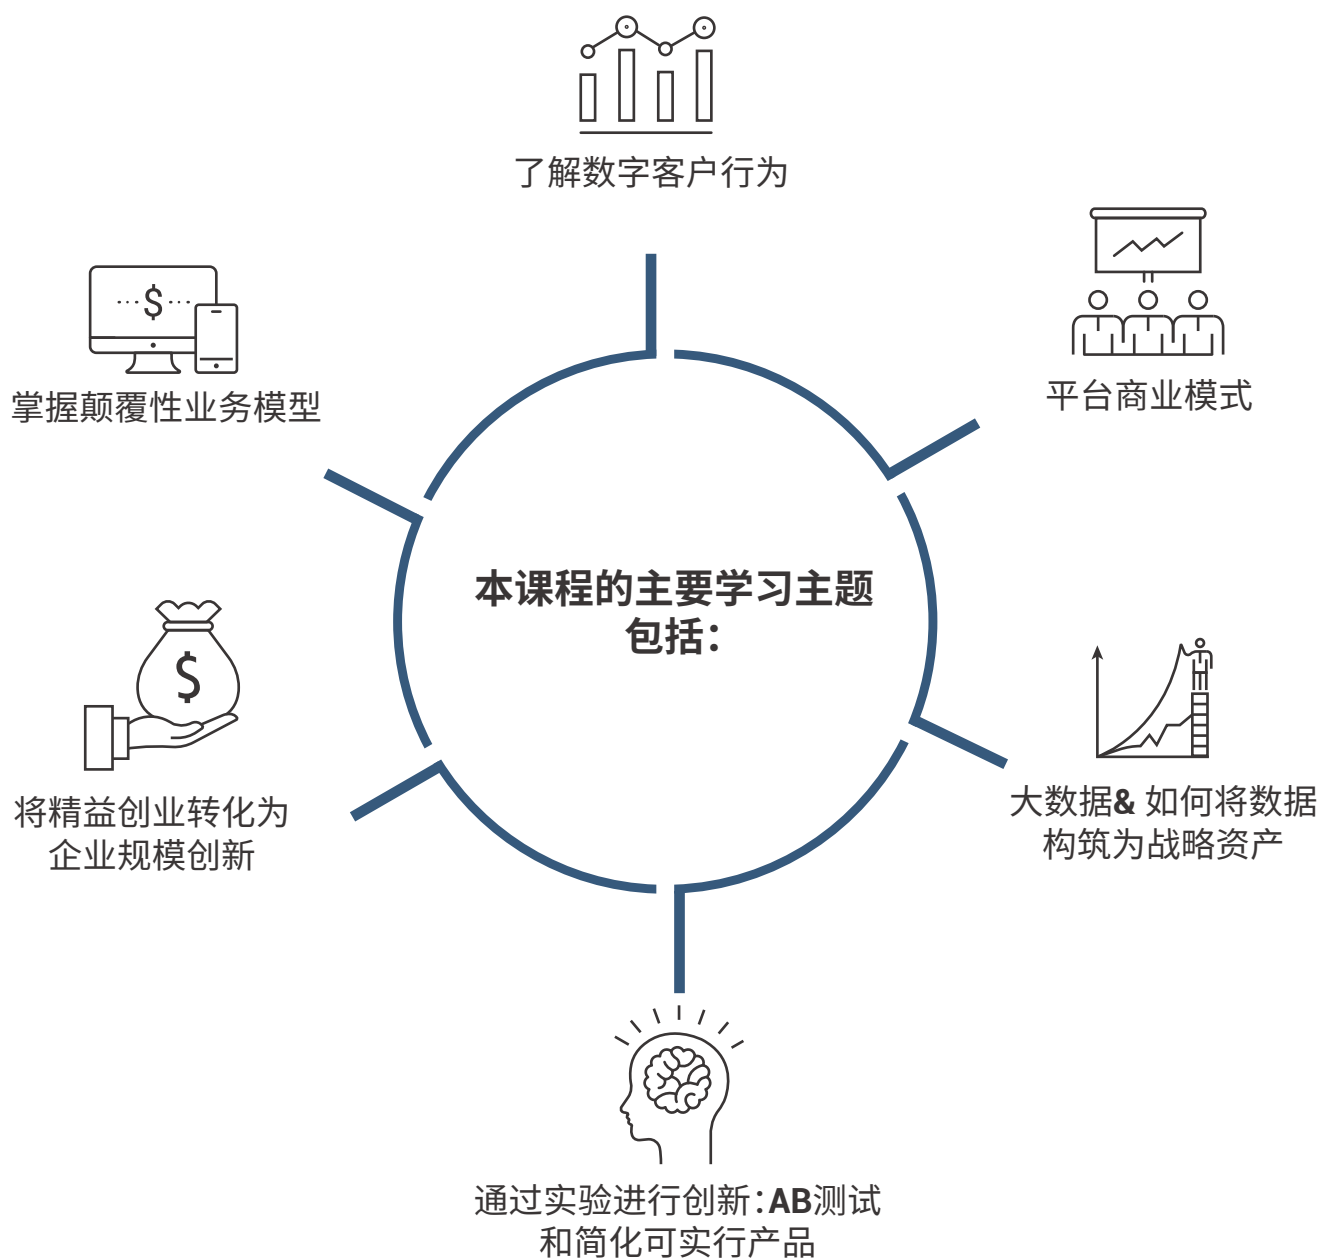 了解数字客户行为
平台商业模式
掌握颠覆性业务模型
本课程的主要学习主题
包括：
$
$
大数据& 如何将数据
构筑为战略资产
将精益创业转化为
企业规模创新
通过实验进行创新：AB测试
和简化可实行产品